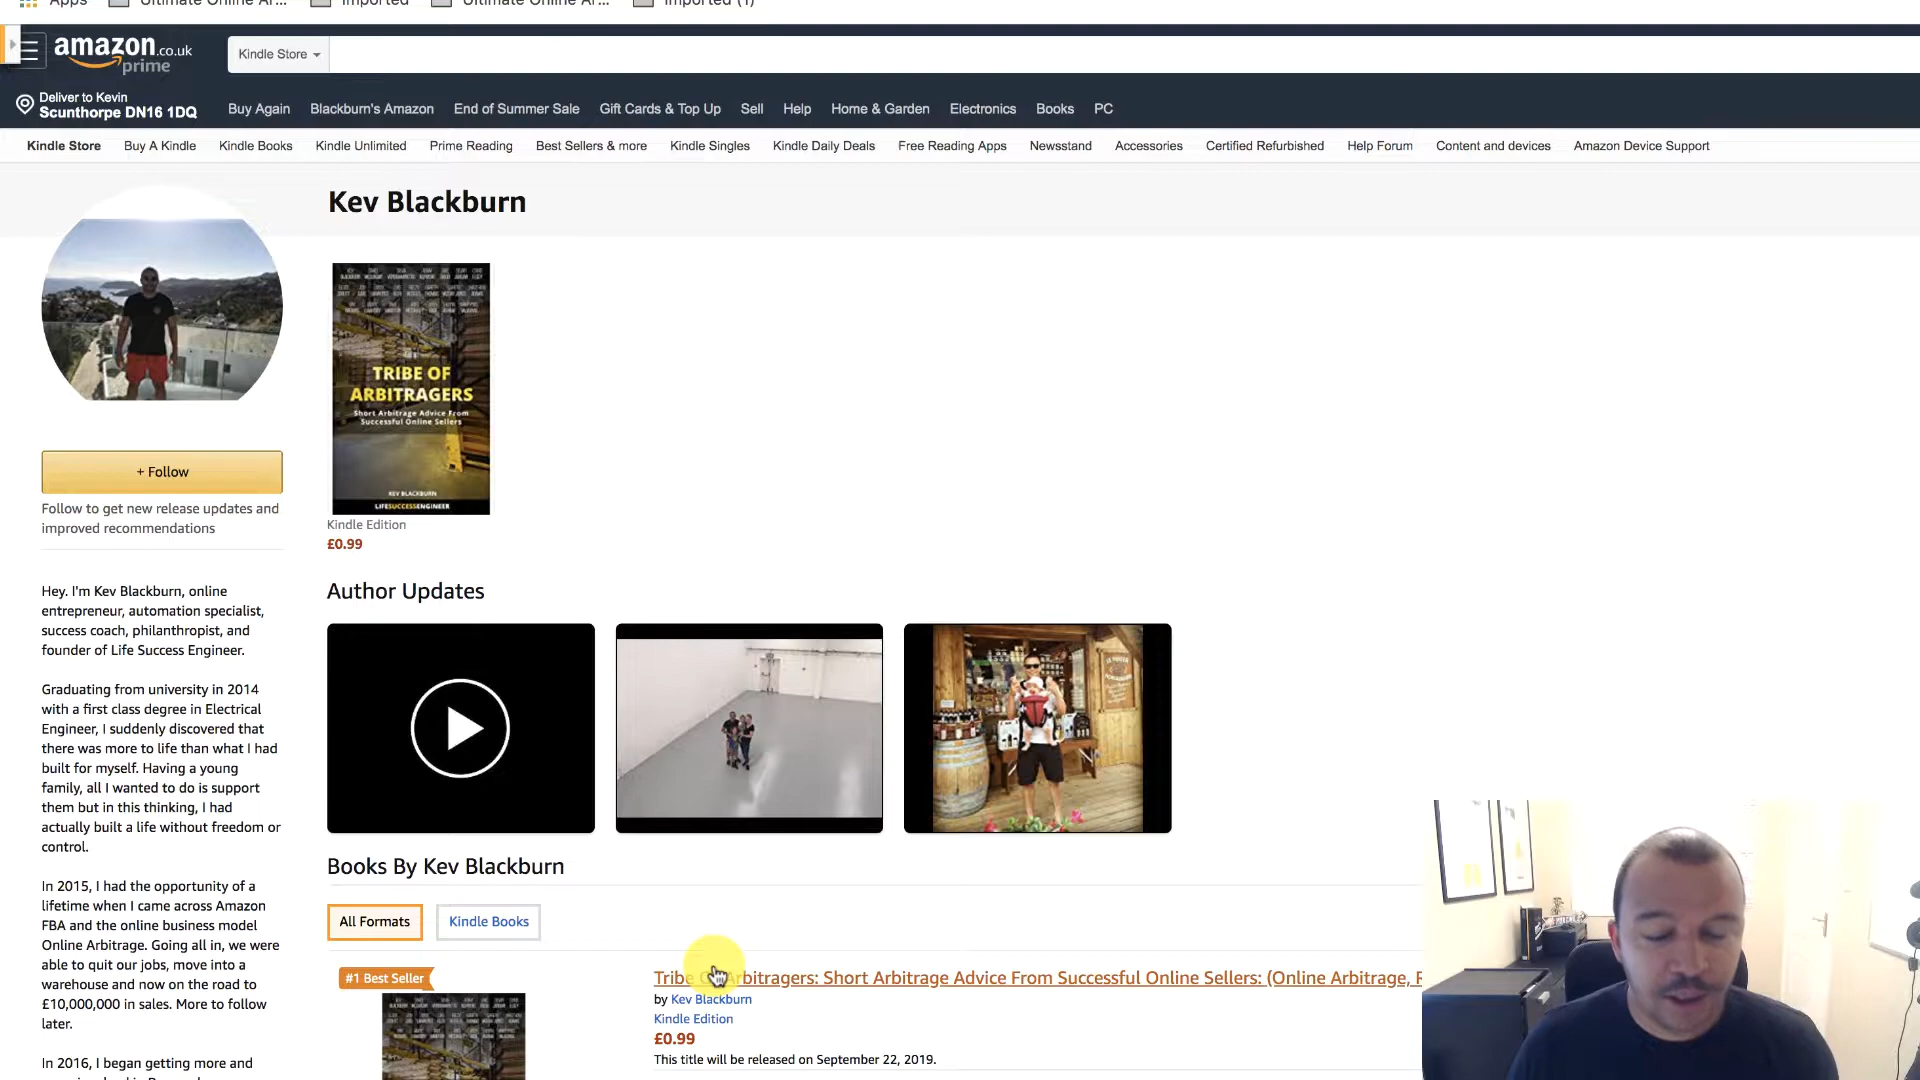 Apps Ultimate Online Ar... Imported Ultimate Online Ar... Imported (1)
amazon.co.uk
prime
Kindle Store
Deliver to Kevin
Scunthorpe DN16 1DQ
Buy Again Blackburn's Amazon End of Summer Sale Gift Cards & Top Up Sell Help Home & Garden Electronics Books PC
Kindle Store Buy A Kindle Kindle Books Kindle Unlimited Prime Reading Best Sellers & more Kindle Singles Kindle Daily Deals Free Reading Apps Newsstand Accessories Certified Refurbished Help Forum Content and devices Amazon Device Support
Kev Blackburn
TRIBE OF
ARBITRAGERS
Short Arbitrage Advice From
Successful Online Sellers
KEV BLACKBURN
LIFESUCCESSENGINEER
Kindle Edition
£0.99
+ Follow
Follow to get new release updates and
improved recommendations
Hey. I'm Kev Blackburn, online
entrepreneur, automation specialist,
success coach, philanthropist, and
founder of Life Success Engineer.
Graduating from university in 2014
with a first class degree in Electrical
Engineer, I suddenly discovered that
there was more to life than what I had
built for myself. Having a young
family, all I wanted to do is support
them but in this thinking, I had
actually built a life without freedom or
control.
In 2015, I had the opportunity of a
lifetime when I came across Amazon
FBA and the online business model
Online Arbitrage. Going all in, we were
able to quit our jobs, move into a
warehouse and now on the road to
£10,000,000 in sales. More to follow
later.
In 2016, I began getting more and
Author Updates
Books By Kev Blackburn
All Formats Kindle Books
#1 Best Seller
Tribe Of Arbitragers: Short Arbitrage Advice From Successful Online Sellers: (Online Arbitrage,
by Kev Blackburn
Kindle Edition
£0.99
This title will be released on September 22, 2019.